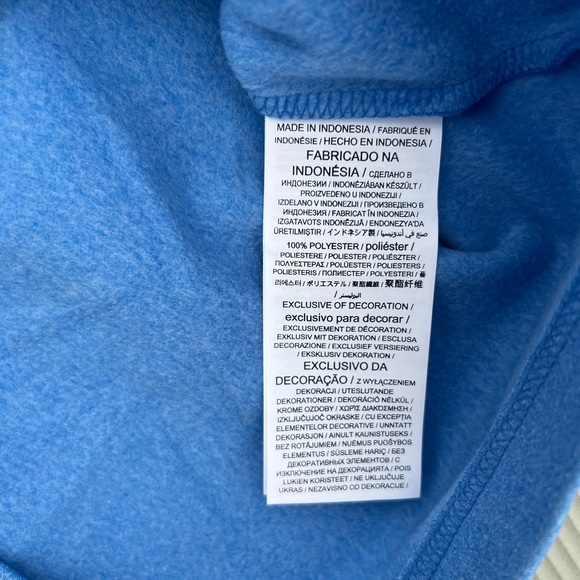 MADE IN INDONESIA / FABRIQUÉ EN
INDONÉSIE / HECHO EN INDONESIA /
FABRICADO NA
INDONÉSIA / СДЕЛАНО В
ИНДОНЕЗИИ / INDONÉZIÁBAN KÉSZÜLT /
PROIZVEDENO U INDONEZIJI /
IZDELANO V INDONEZIJI / ПРОИЗВЕДЕНО В
ИНДОНЕЗИЯ / FABRICAT ÎN INDONEZIA /
IZGATAVOTS INDONĒZIJĀ / ENDONEZYA'DA
ÜRETILMIŞTIR / インドネシア製 / صنع في أندونيسيا
100% POLYESTER / poliéster /
POLIESTERE / POLIESTER / POLIÉSZTER /
ΠΟΛΥΕΣΤΕΡΑΣ / POLÜESTER / POLIESTERS /
POLIESTERIS / ПОЛИЕСТЕР / POLYESTERI / 폴
리에스터 / ポリエステル / 聚酯纖維 / 聚酯纤维
/ البوليستر
EXCLUSIVE OF DECORATION /
exclusivo para decorar /
EXCLUSIVEMENT DE DÉCORATION /
EXKLUSIV MIT DEKORATION / ESCLUSA
DECORAZIONE / EXCLUSIEF VERSIERING
/ EKSKLUSIV DEKORATION /
EXCLUSIVO DA
DECORAÇÃO / Z WYŁĄCZENIEM
DEKORACJI / UTESLUTANDE
DEKORATIONER / DEKORÁCIÓ NÉLKÜL /
KROME OZDOBY / ΧΩΡΙΣ ΔΙΑΚΟΣΜΗΣΗ /
IZKLJUČUJOČ OKRASKE / CU EXCEPȚIA
ELEMENTELOR DECORATIVE / UNNTATT
DEKORASJON / AINULT KAUNISTUSEKS /
BEZ ROTĀJUMIEM / NUĖMUS PUOŠYBOS
ELEMENTUS / SÜSLEME HARIÇ / БЕЗ
ДЕКОРАТИВНЫХ ЭЛЕМЕНТОВ / С
ИЗКЛЮЧЕНИЕ НА ДЕКОРАЦИЯТА / POIS
LUKIEN KORISTEET / NE UKLJUČUJE
UKRAS / NEZAVISNO OD DEKORACIJE /